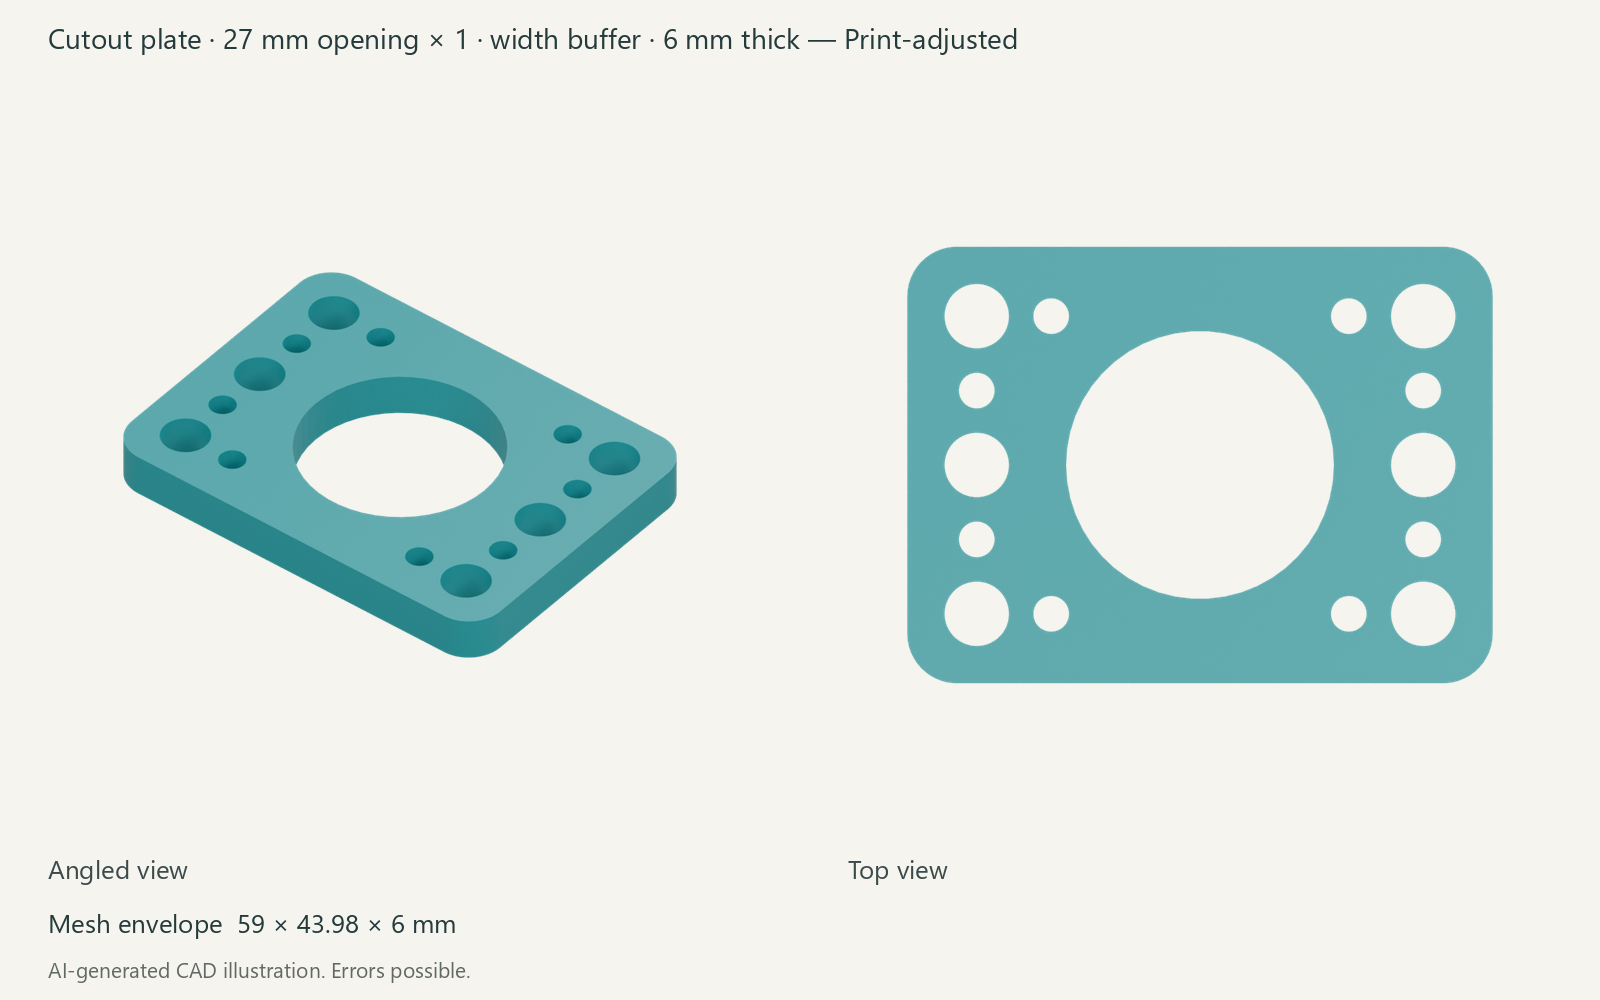 Cutout plate · 27 mm opening × 1 · width buffer · 6 mm thick — Print-adjusted
Angled view
Top view
Mesh envelope  59 × 43.98 × 6 mm
AI-generated CAD illustration. Errors possible.